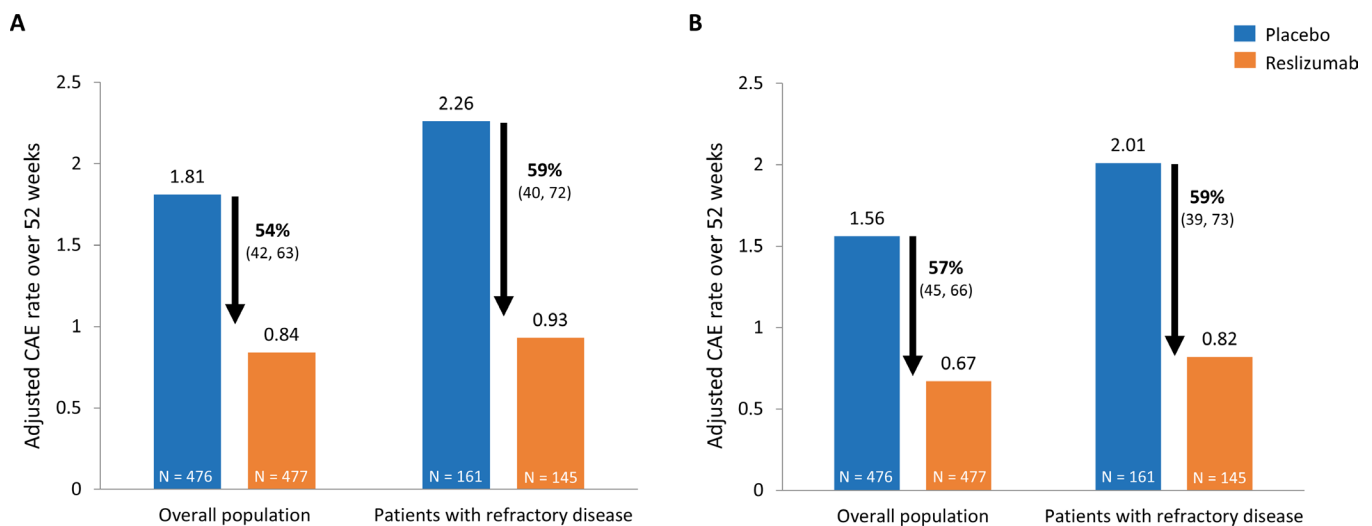 A
Adjusted CAE rate over 52 weeks
2.5
2
1.5
1
0.5
0
1.81
54%
(42, 63)
0.84
2.26
59%
(40, 72)
0.93
N = 476
N = 477
N = 161
N = 145
Overall population
Patients with refractory disease
B
Placebo
Reslizumab
Adjusted CAE rate over 52 weeks
2.5
2
1.5
1
0.5
0
1.56
57%
(45, 66)
0.67
2.01
59%
(39, 73)
0.82
N = 476
N = 477
N = 161
N = 145
Overall population
Patients with refractory disease